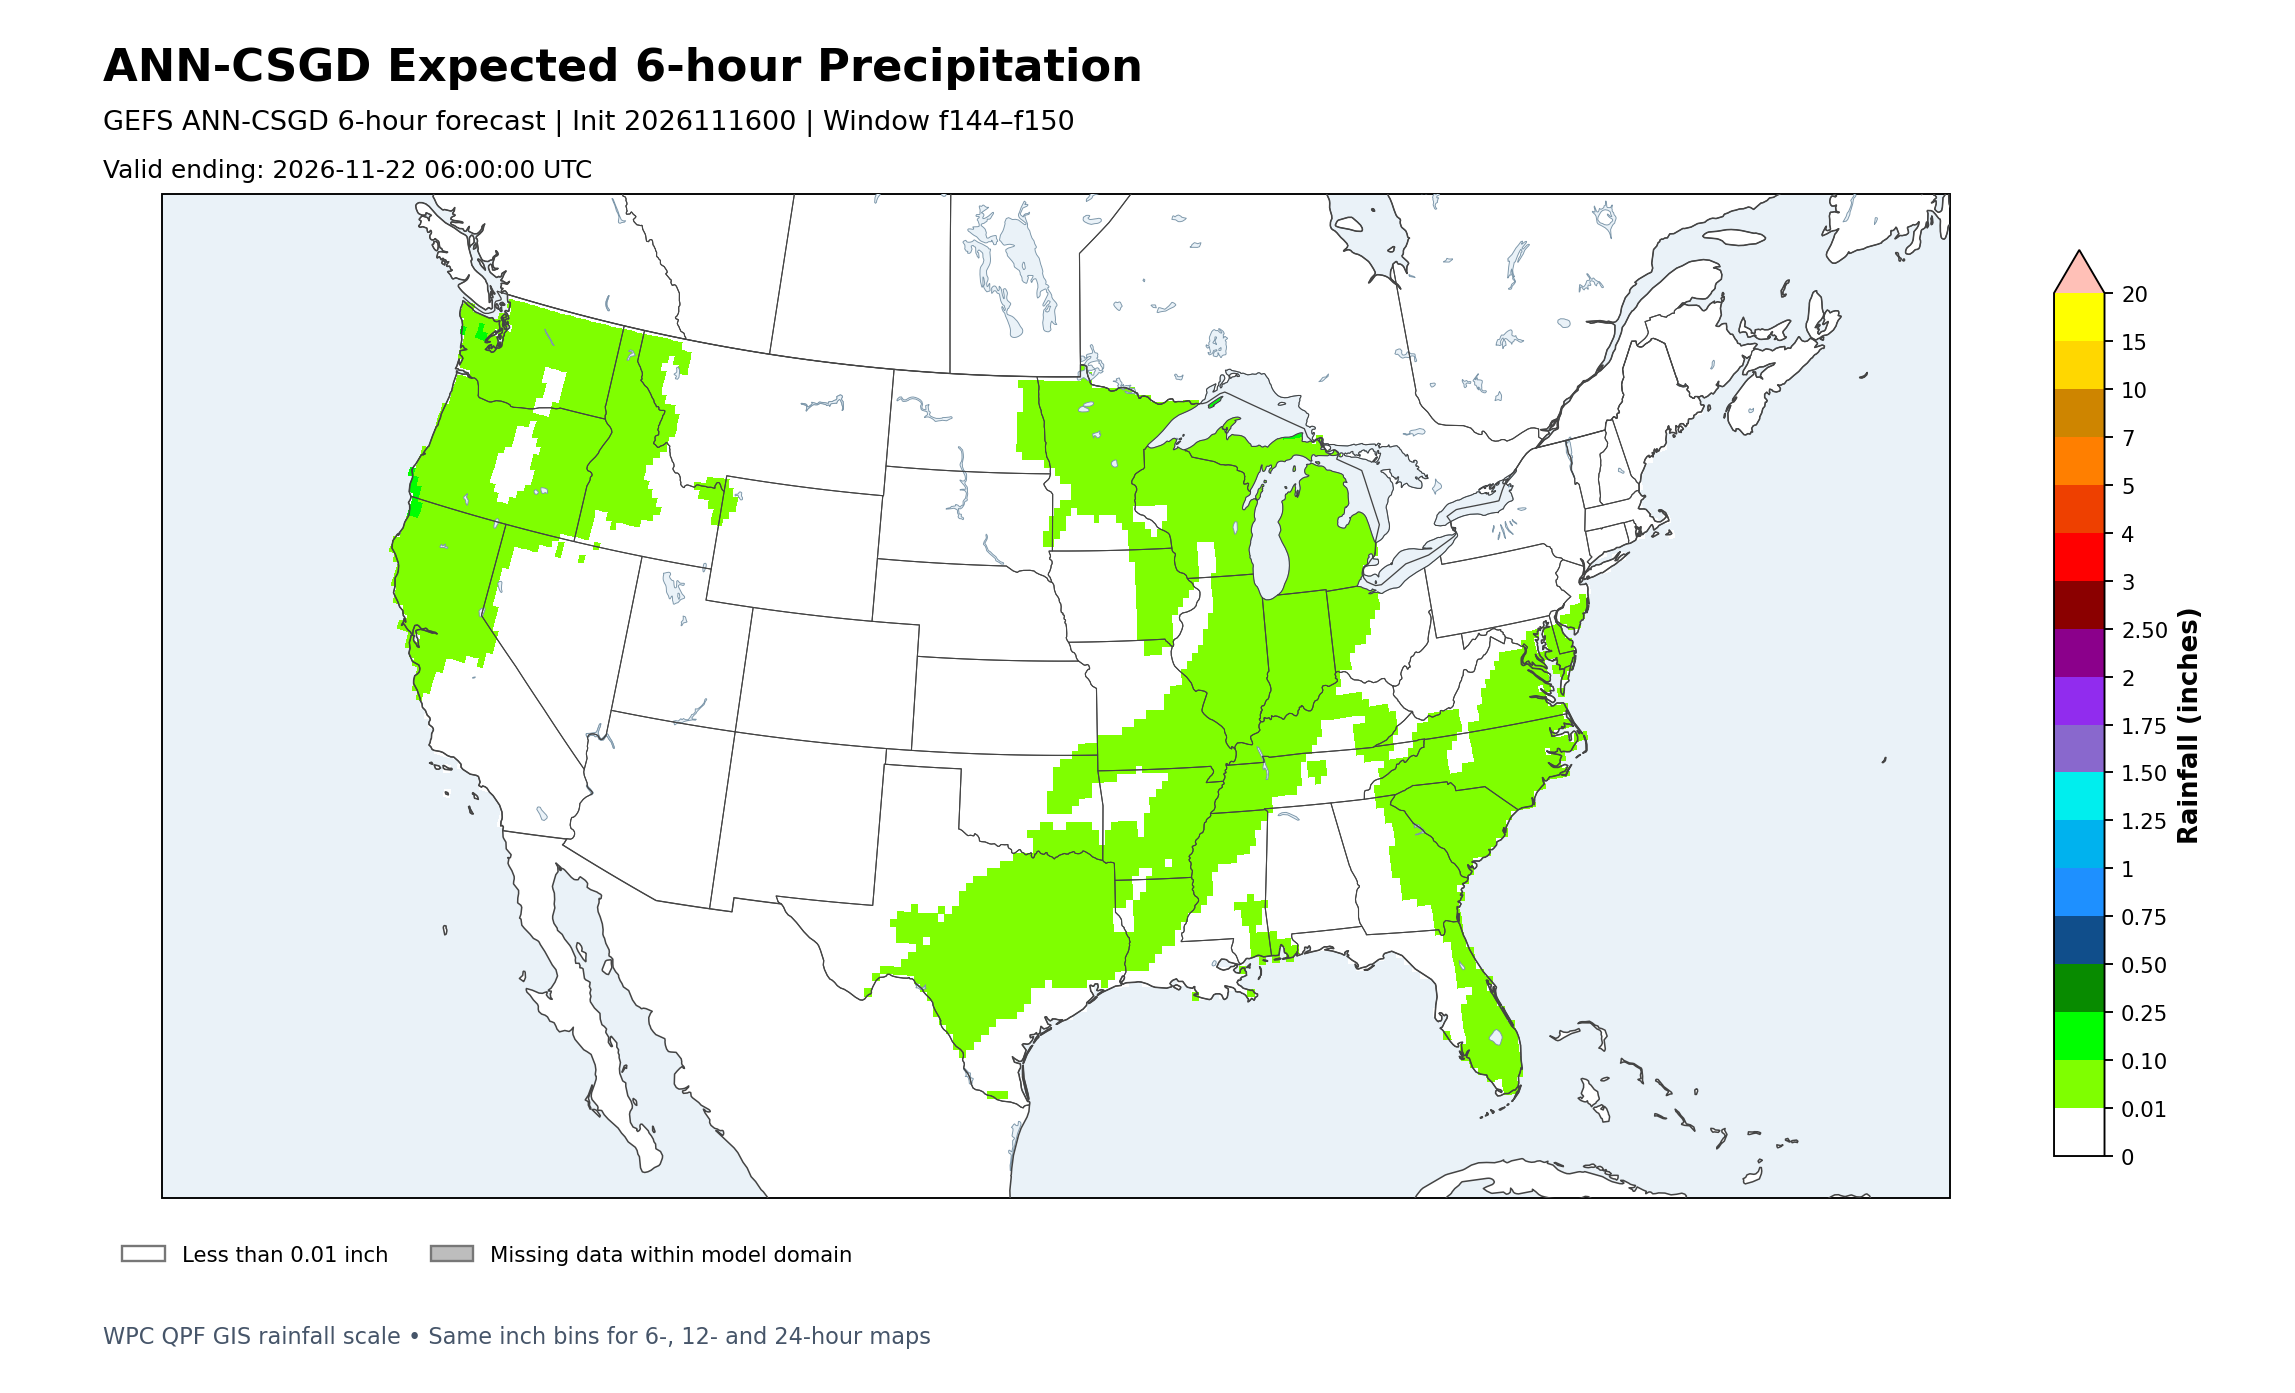 ANN-CSGD Expected 6-hour Precipitation
GEFS ANN-CSGD 6-hour forecast | Init 2026111600 | Window f144–f150
Valid ending: 2026-11-22 06:00:00 UTC
20
15
10
7
5
4
3
2.50
2
1.75
1.50
1.25
1
0.75
0.50
0.25
0.10
0.01
0
Rainfall (inches)
Less than 0.01 inch
Missing data within model domain
WPC QPF GIS rainfall scale • Same inch bins for 6-, 12- and 24-hour maps